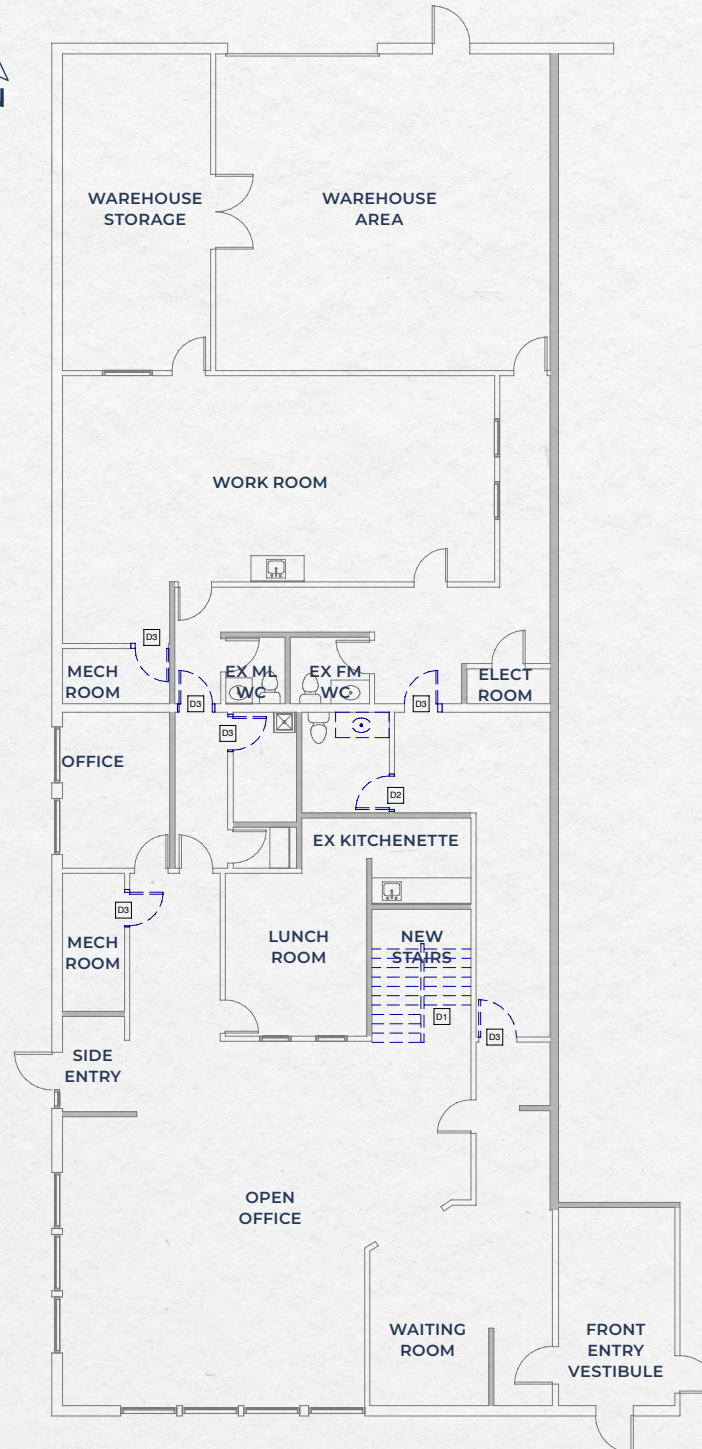 N
WAREHOUSE
STORAGE
WAREHOUSE
AREA
WORK ROOM
D3
MECH
ROOM
EX ML
WC
EX FM
WC
ELECT
ROOM
D3
D3
D3
OFFICE
D2
EX KITCHENETTE
D3
MECH
ROOM
LUNCH
ROOM
NEW
STAIRS
D1
D3
SIDE
ENTRY
OPEN
OFFICE
WAITING
ROOM
FRONT
ENTRY
VESTIBULE